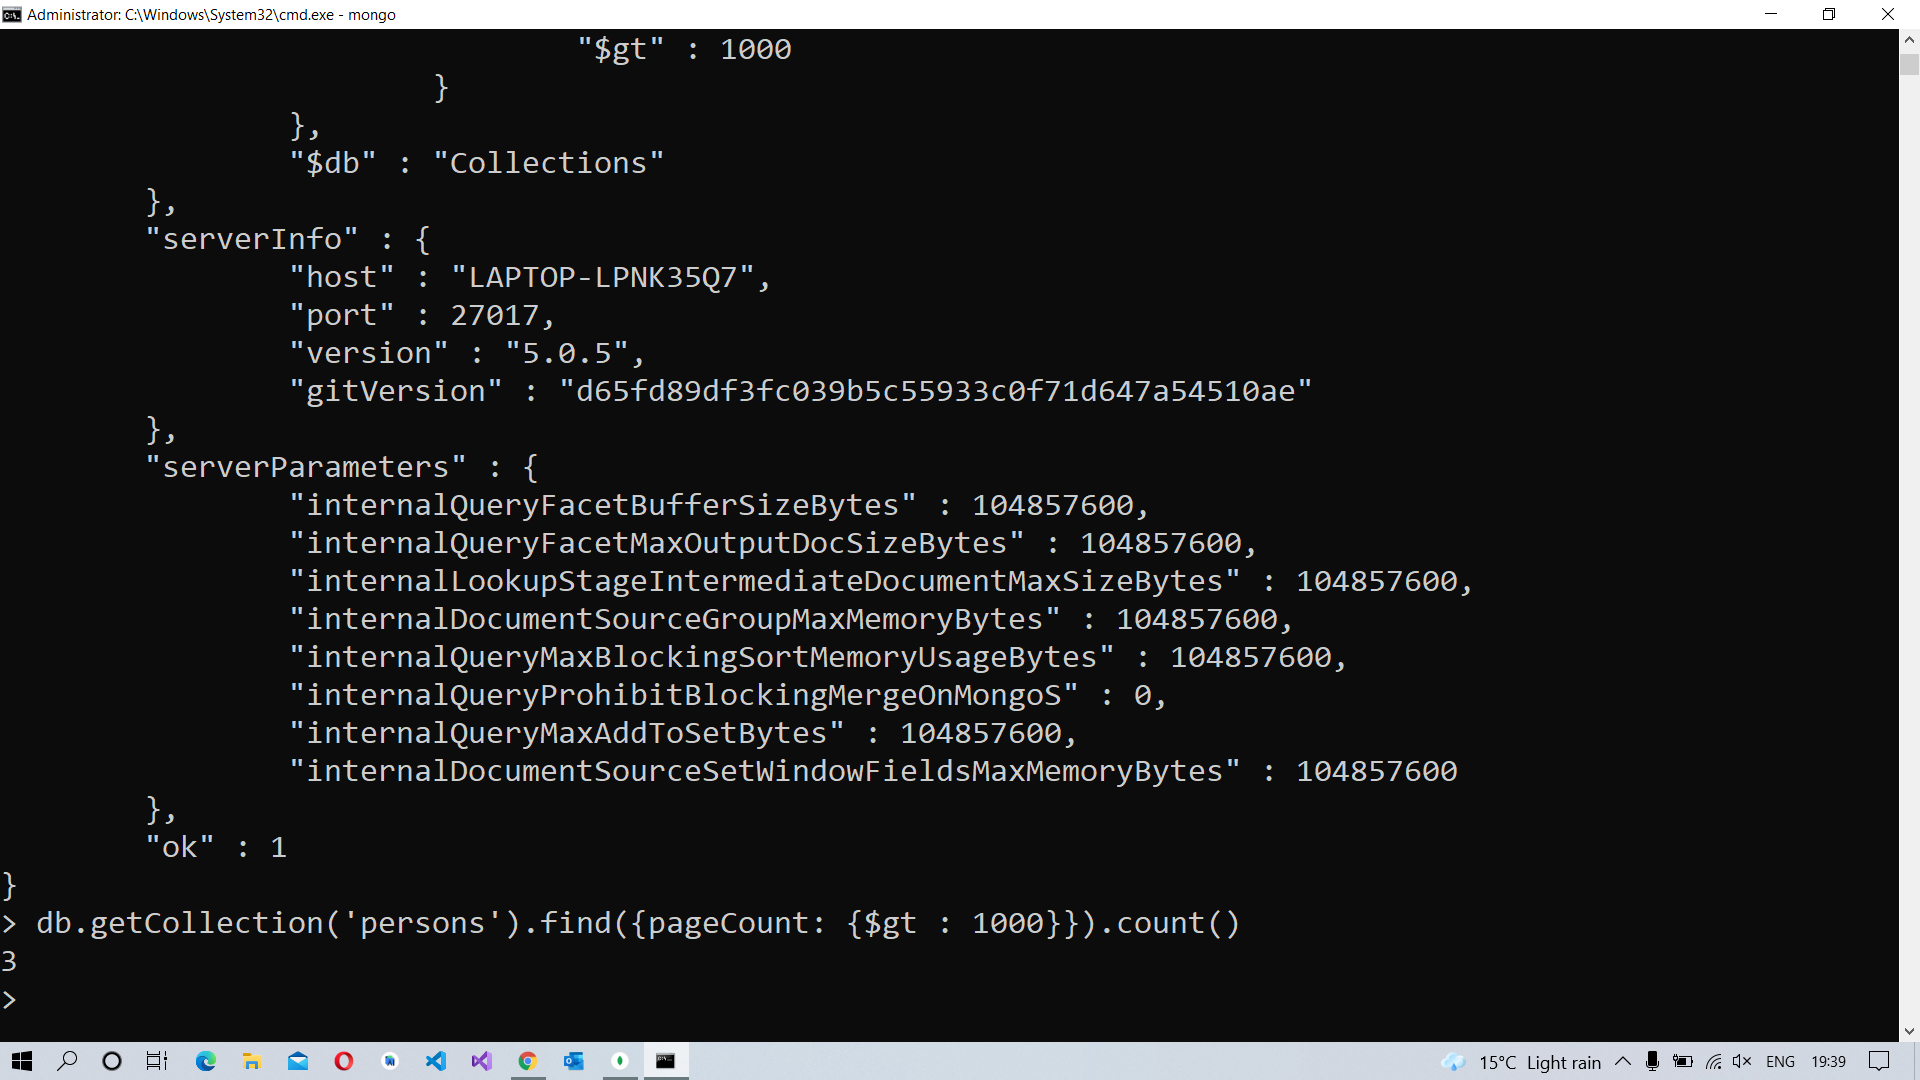 Administrator: C:\Windows\System32\cmd.exe - mongo
"$gt" : 1000
}
},
"$db" : "Collections"
},
"serverInfo" : {
"host" : "LAPTOP-LPNK35Q7",
"port" : 27017,
"version" : "5.0.5",
"gitVersion" : "d65fd89df3fc039b5c55933c0f71d647a54510ae"
},
"serverParameters" : {
"internalQueryFacetBufferSizeBytes" : 104857600,
"internalQueryFacetMaxOutputDocSizeBytes" : 104857600,
"internalLookupStageIntermediateDocumentMaxSizeBytes" : 104857600,
"internalDocumentSourceGroupMaxMemoryBytes" : 104857600,
"internalQueryMaxBlockingSortMemoryUsageBytes" : 104857600,
"internalQueryProhibitBlockingMergeOnMongoS" : 0,
"internalQueryMaxAddToSetBytes" : 104857600,
"internalDocumentSourceSetWindowFieldsMaxMemoryBytes" : 104857600
},
"ok" : 1
}
> db.getCollection('persons').find({pageCount: {$gt : 1000}}).count()
3
>
15°C Light rain ENG 19:39